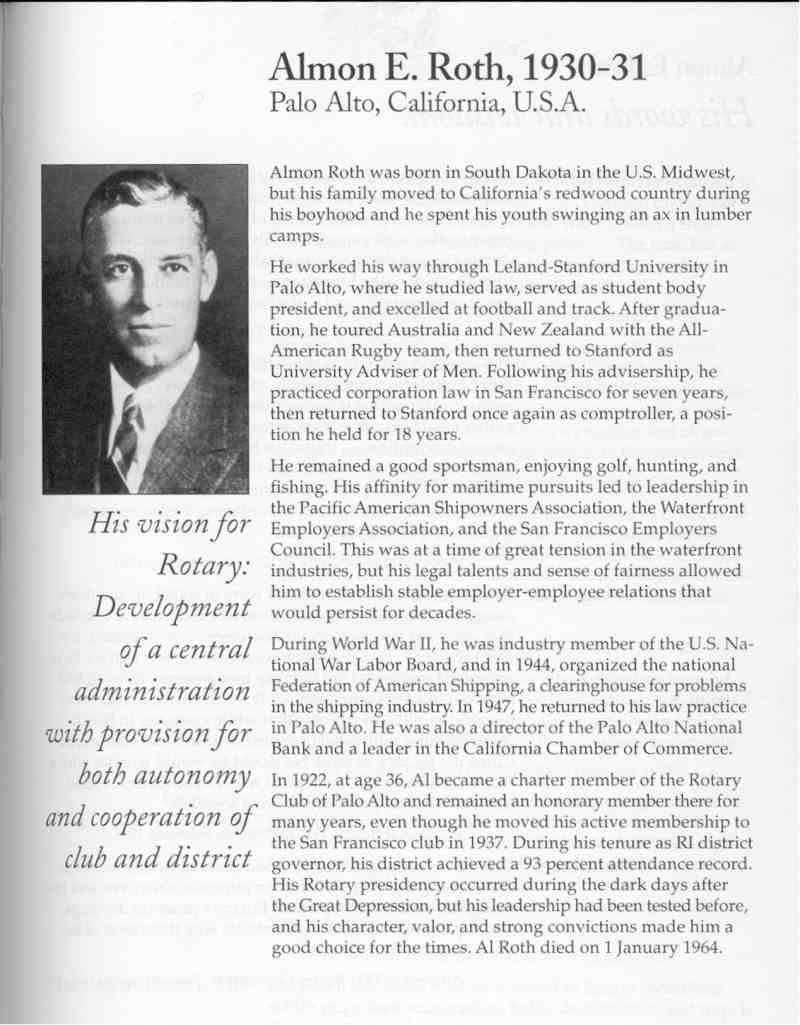 Almon E. Roth, 1930-31
Palo Alto, California, U.S.A.
Almon Roth was born in South Dakota in the U.S. Midwest,
but his family moved to California's redwood country during
his boyhood and he spent his youth swinging an ax in lumber
camps.
He worked his way through Leland-Stanford University in
Palo Alto, where he studied law, served as student body
president, and excelled at football and track. After gradua-
tion, he toured Australia and New Zealand with the All-
American Rugby team, then returned to Stanford as
University Adviser of Men. Following his advisership, he
practiced corporation law in San Francisco for seven years,
then returned to Stanford once again as comptroller, a posi-
tion he held for 18 years.
He remained a good sportsman, enjoying golf, hunting, and
fishing. His affinity for maritime pursuits led to leadership in
the Pacific American Shipowners Association, the Waterfront
Employers Association, and the San Francisco Employers
Council. This was at a time of great tension in the waterfront
industries, but his legal talents and sense of fairness allowed
him to establish stable employer-employee relations that
would persist for decades.
During World War II, he was industry member of the U.S. Na-
tional War Labor Board, and in 1944, organized the national
Federation of American Shipping, a clearinghouse for problems
in the shipping industry. In 1947, he returned to his law practice
in Palo Alto. He was also a director of the Palo Alto National
Bank and a leader in the California Chamber of Commerce.
In 1922, at age 36, Al became a charter member of the Rotary
Club of Palo Alto and remained an honorary member there for
many years, even though he moved his active membership to
the San Francisco club in 1937. During his tenure as RI district
governor, his district achieved a 93 percent attendance record.
His Rotary presidency occurred during the dark days after
the Great Depression, but his leadership had been tested before,
and his character, valor, and strong convictions made him a
good choice for the times. Al Roth died on 1 January 1964.
His vision for
Rotary:
Development
of a central
administration
with provision for
both autonomy
and cooperation of
club and district